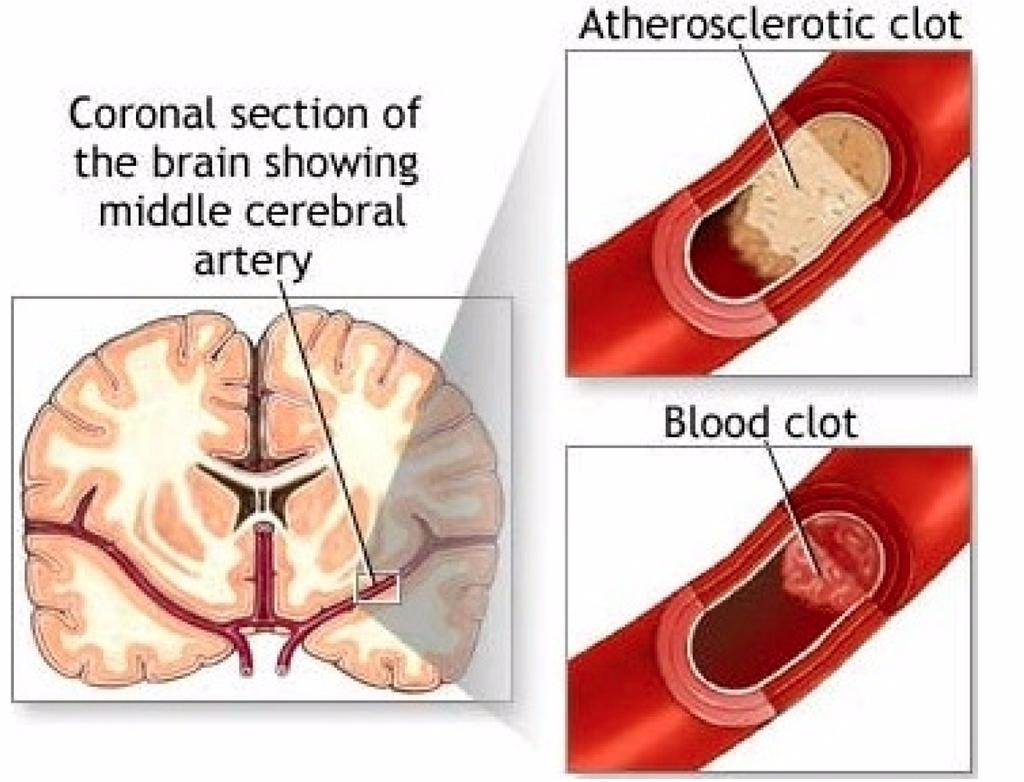 Coronal section of
the brain showing
middle cerebral
artery
Atherosclerotic clot
Blood clot